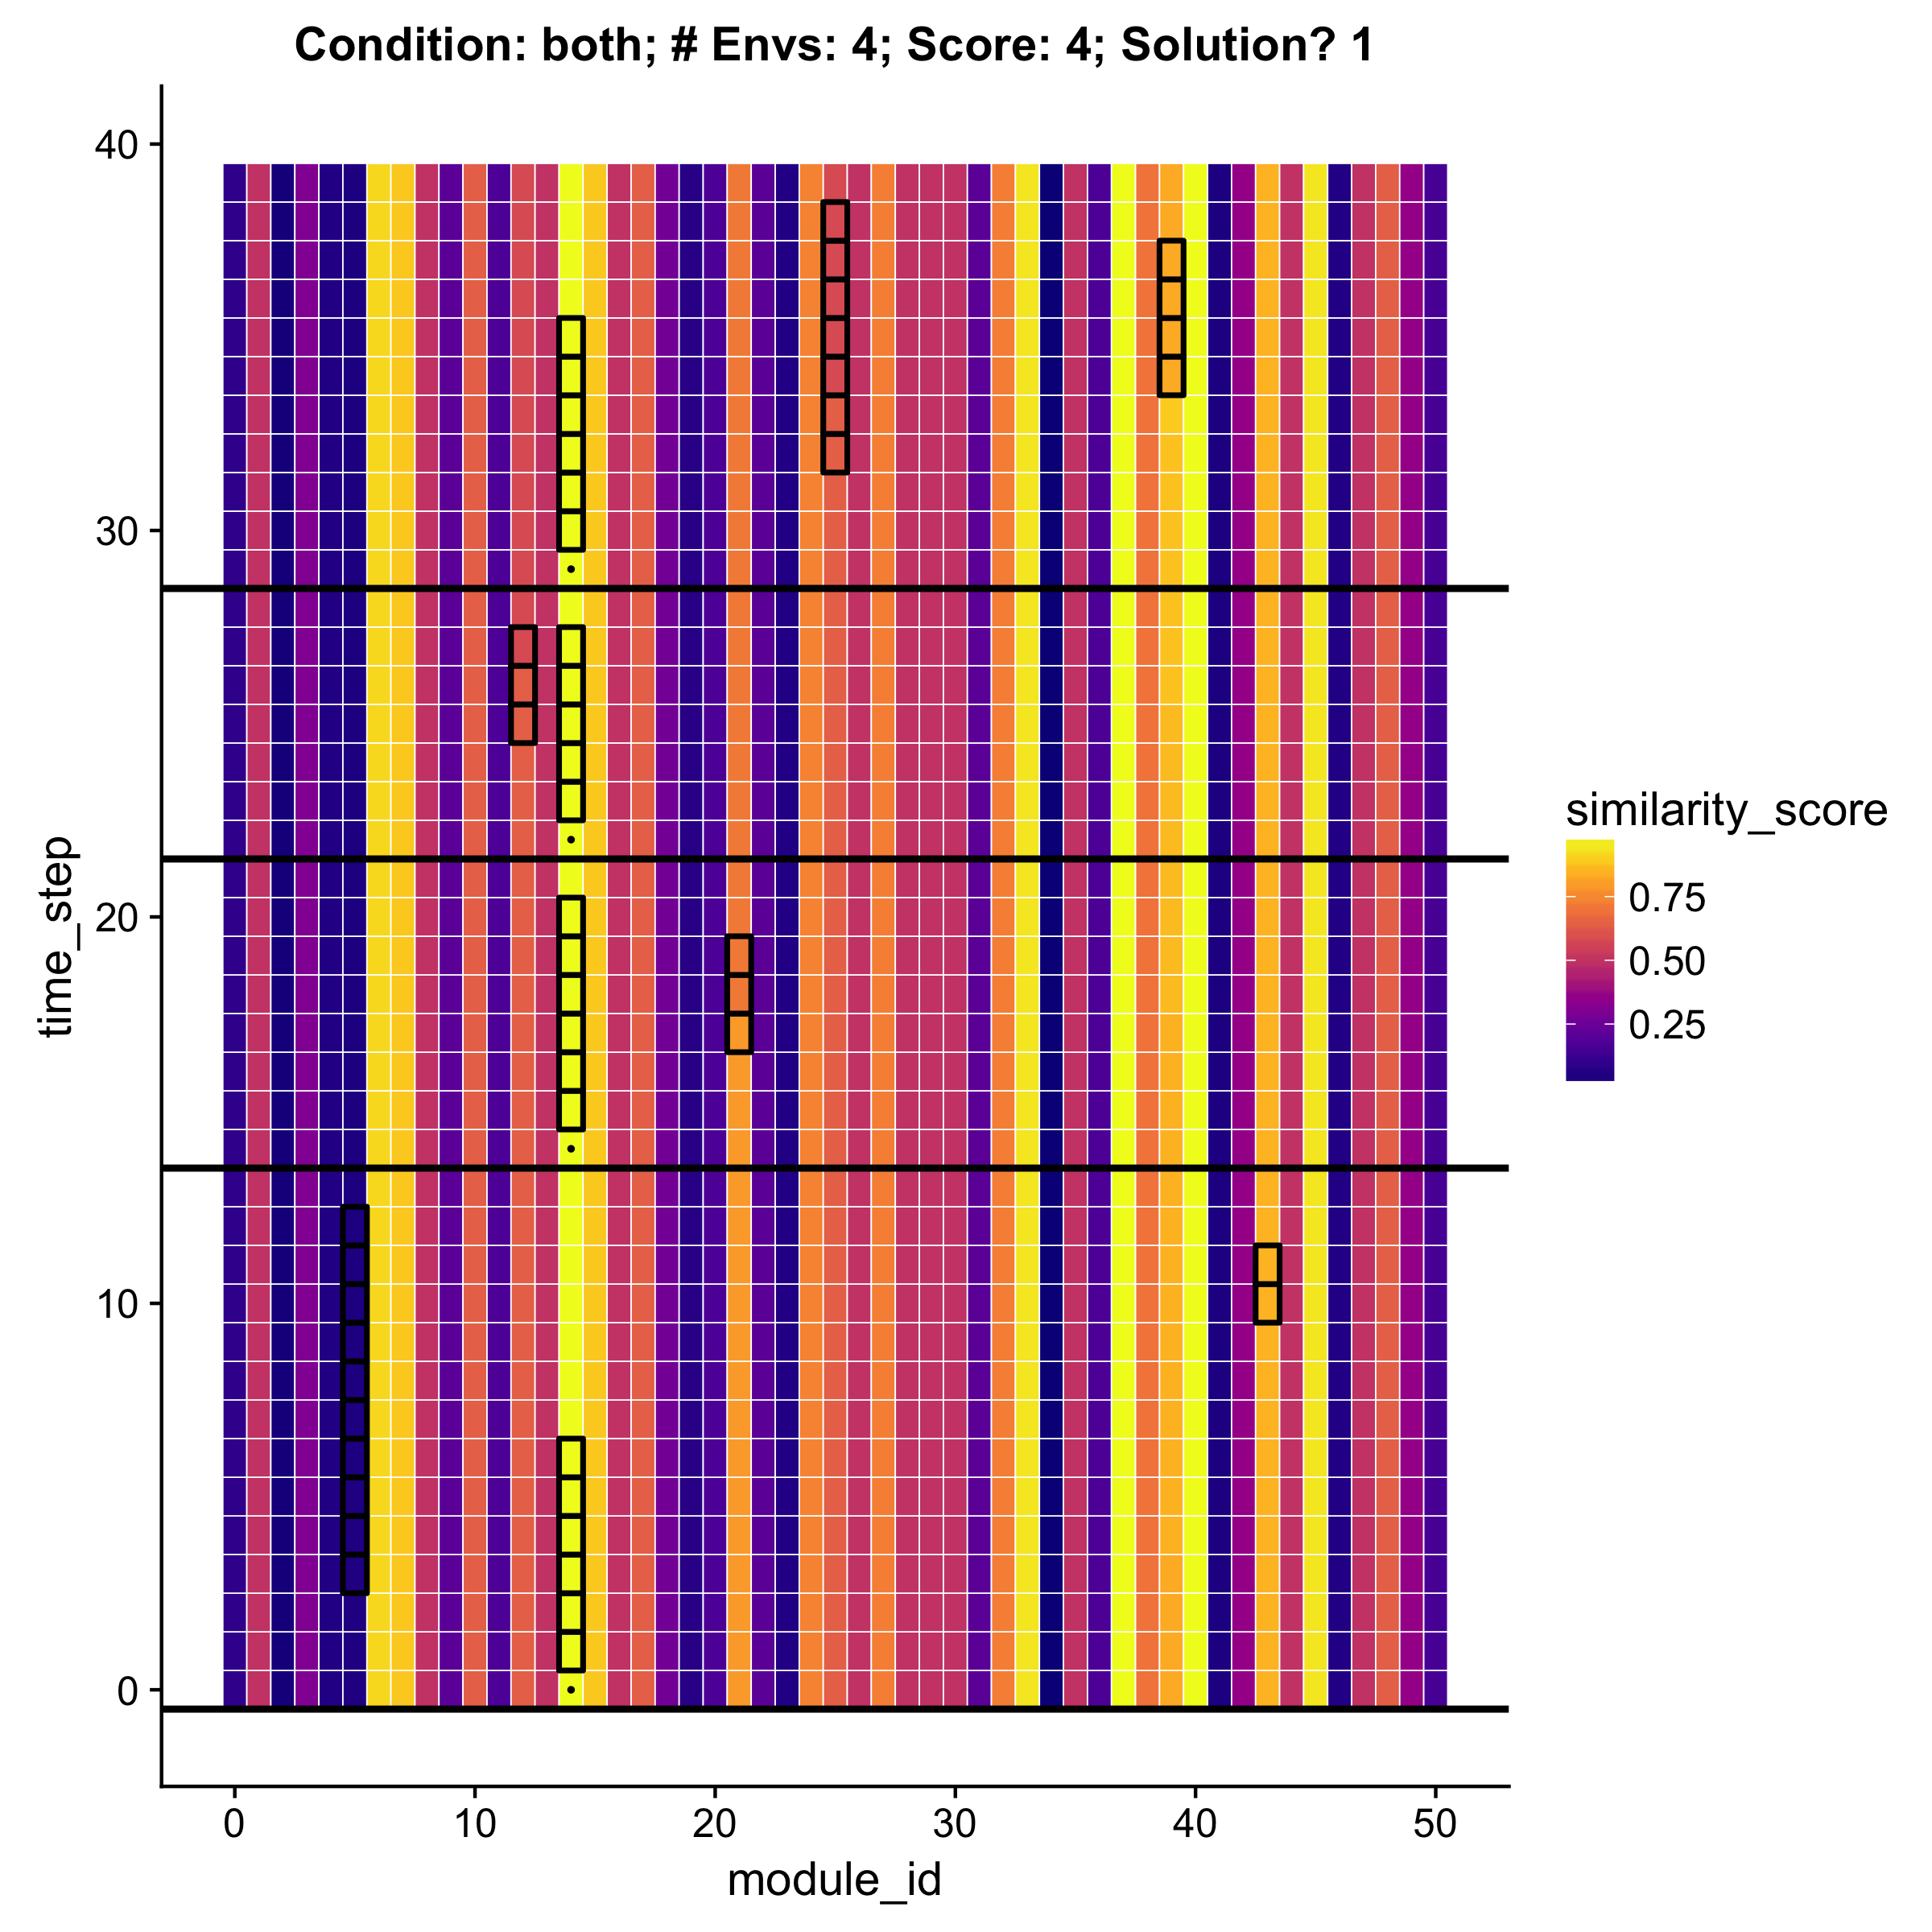 Condition: both; # Envs: 4; Score: 4; Solution? 1
40
30
20
10
0
time_step
0 10 20 30 40 50
module_id
similarity_score
0.75
0.50
0.25